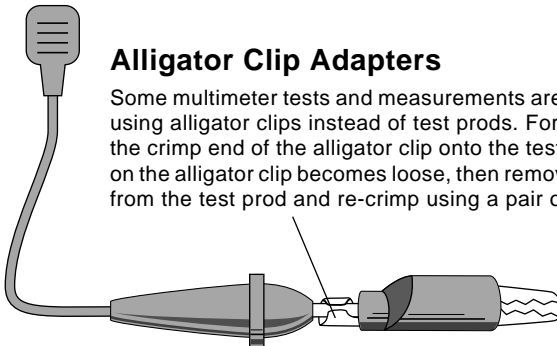 Alligator Clip Adapters
Some multimeter tests and measurements are
using alligator clips instead of test prods. For
the crimp end of the alligator clip onto the test
on the alligator clip becomes loose, then remov
from the test prod and re-crimp using a pair o